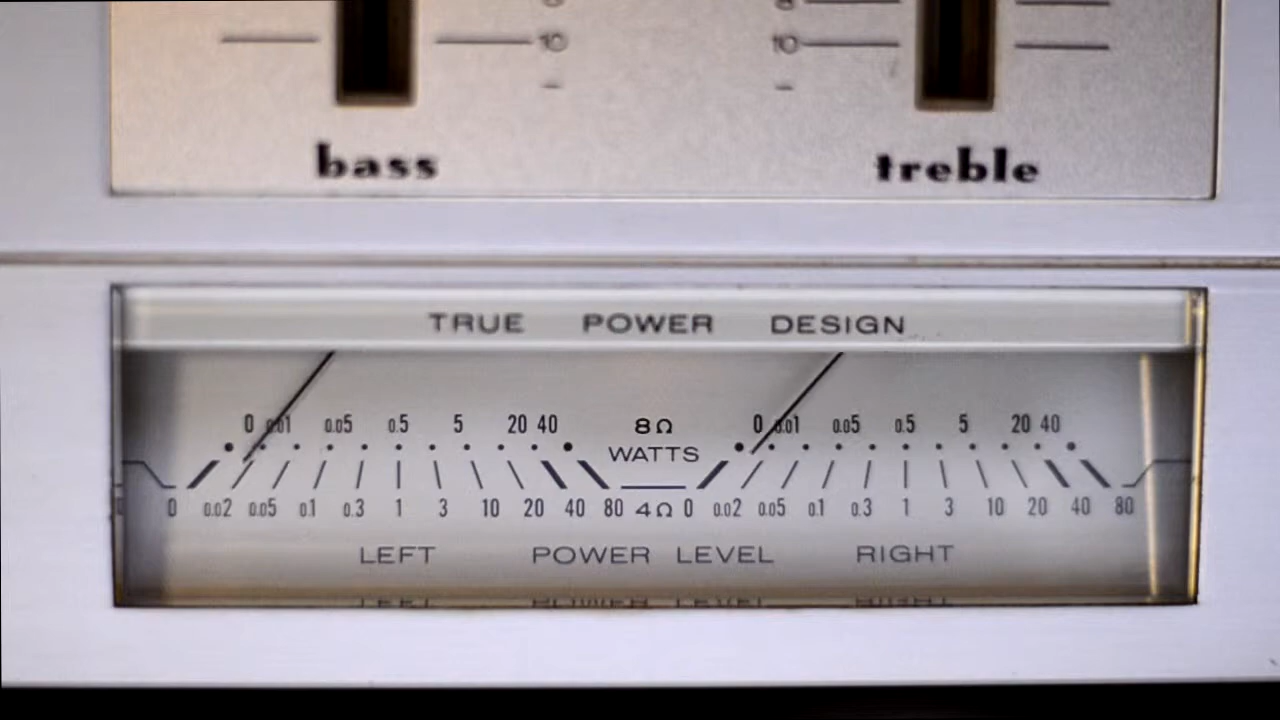 10 10
bass treble
TRUE POWER DESIGN
0 0.01 0.05 0.5 5 20 40 8Ω 0 0.01 0.05 0.5 5 20 40
WATTS
0 0.02 0.05 0.1 0.3 1 3 10 20 40 80 4Ω 0 0.02 0.05 0.1 0.3 1 3 10 20 40 80
LEFT POWER LEVEL RIGHT